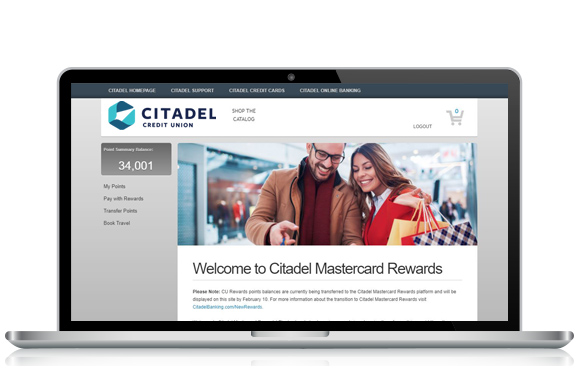 CITADEL HOMEPAGE CITADEL SUPPORT CITADEL CREDIT CARDS CITADEL ONLINE BANKING
CITADEL
CREDIT UNION
SHOP THE
CATALOG
LOGOUT
0
Point Summary Balance:
34,001
My Points
Pay with Rewards
Transfer Points
Book Travel
Welcome to Citadel Mastercard Rewards
Please Note: CU Rewards points balances are currently being transferred to the Citadel Mastercard Rewards platform and will be
displayed on this site by February 10. For more information about the transition to Citadel Mastercard Rewards visit
CitadelBanking.com/NewRewards.